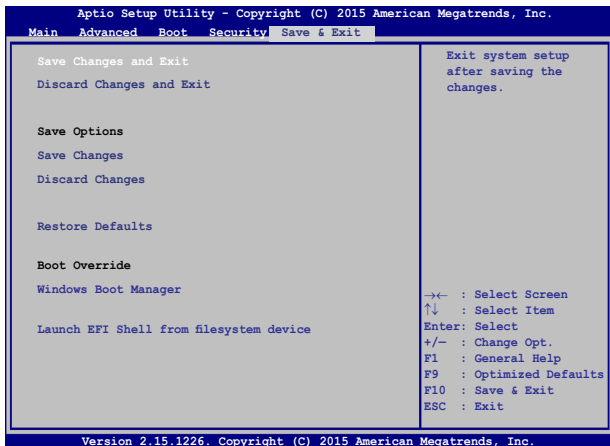 Aptio Setup Utility - Copyright (C) 2015 American Megatrends, Inc.
Main Advanced Boot Security Save & Exit
Save Changes and Exit
Discard Changes and Exit
Save Options
Save Changes
Discard Changes
Restore Defaults
Boot Override
Windows Boot Manager
Launch EFI Shell from filesystem device
Exit system setup
after saving the
changes.
→← : Select Screen
↑↓ : Select Item
Enter: Select
+/— : Change Opt.
F1 : General Help
F9 : Optimized Defaults
F10 : Save & Exit
ESC : Exit
Version 2.15.1226. Copyright (C) 2015 American Megatrends, Inc.